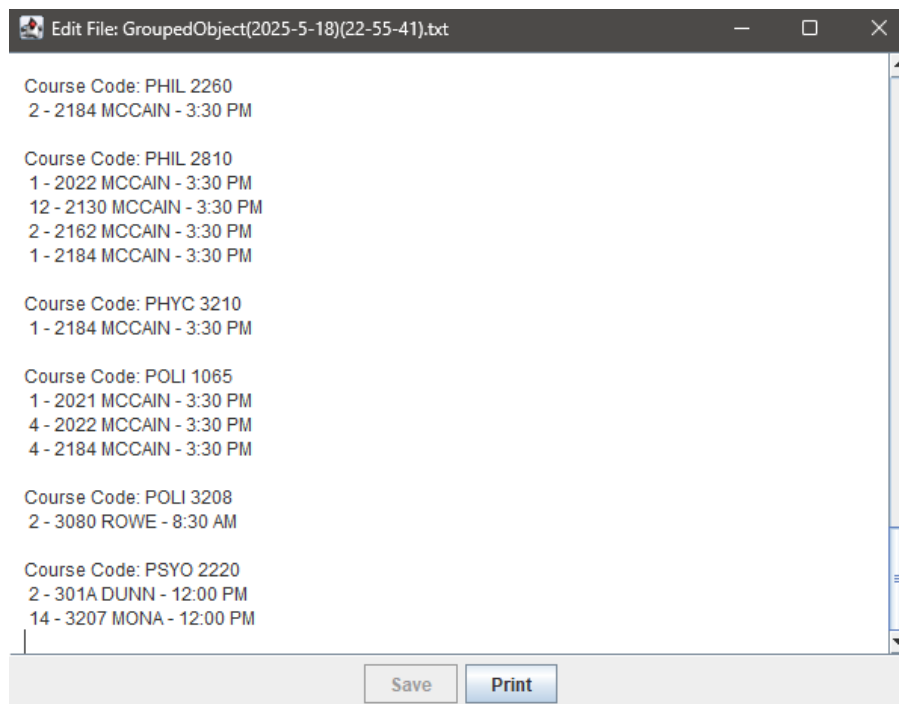 Edit File: GroupedObject(2025-5-18)(22-55-41).txt
Course Code: PHIL 2260
2 - 2184 MCCAIN - 3:30 PM
Course Code: PHIL 2810
1 - 2022 MCCAIN - 3:30 PM
12 - 2130 MCCAIN - 3:30 PM
2 - 2162 MCCAIN - 3:30 PM
1 - 2184 MCCAIN - 3:30 PM
Course Code: PHYC 3210
1 - 2184 MCCAIN - 3:30 PM
Course Code: POLI 1065
1 - 2021 MCCAIN - 3:30 PM
4 - 2022 MCCAIN - 3:30 PM
4 - 2184 MCCAIN - 3:30 PM
Course Code: POLI 3208
2 - 3080 ROWE - 8:30 AM
Course Code: PSYO 2220
2 - 301A DUNN - 12:00 PM
14 - 3207 MONA - 12:00 PM
Save Print